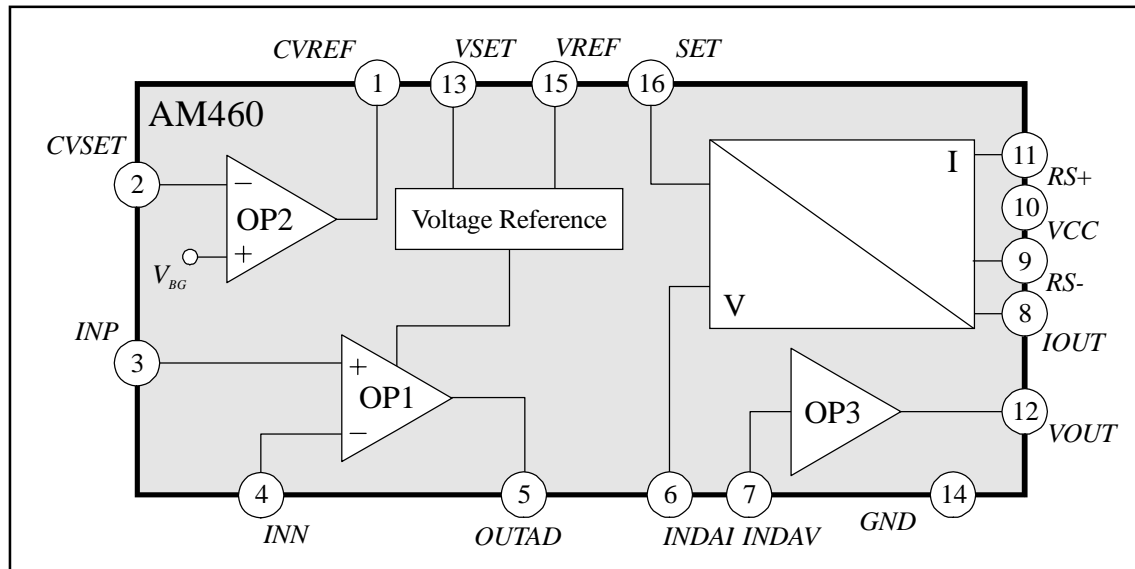 CVREF VSET VREF SET
1 13 15 16
AM460
CVSET
2
−
OP2
+
V_BG
Voltage Reference
I
V
11
RS+
10
VCC
9
RS-
8
IOUT
INP
3
+
OP1
−
OP3
12
VOUT
4 5 6 7 14
INN OUTAD INDAI INDAV GND